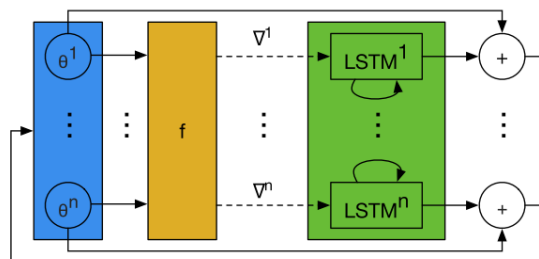 ∇¹
θ¹ LSTM¹ +
⋮ ⋮ f ⋮ ⋮ ⋮
∇ⁿ
θⁿ LSTMⁿ +